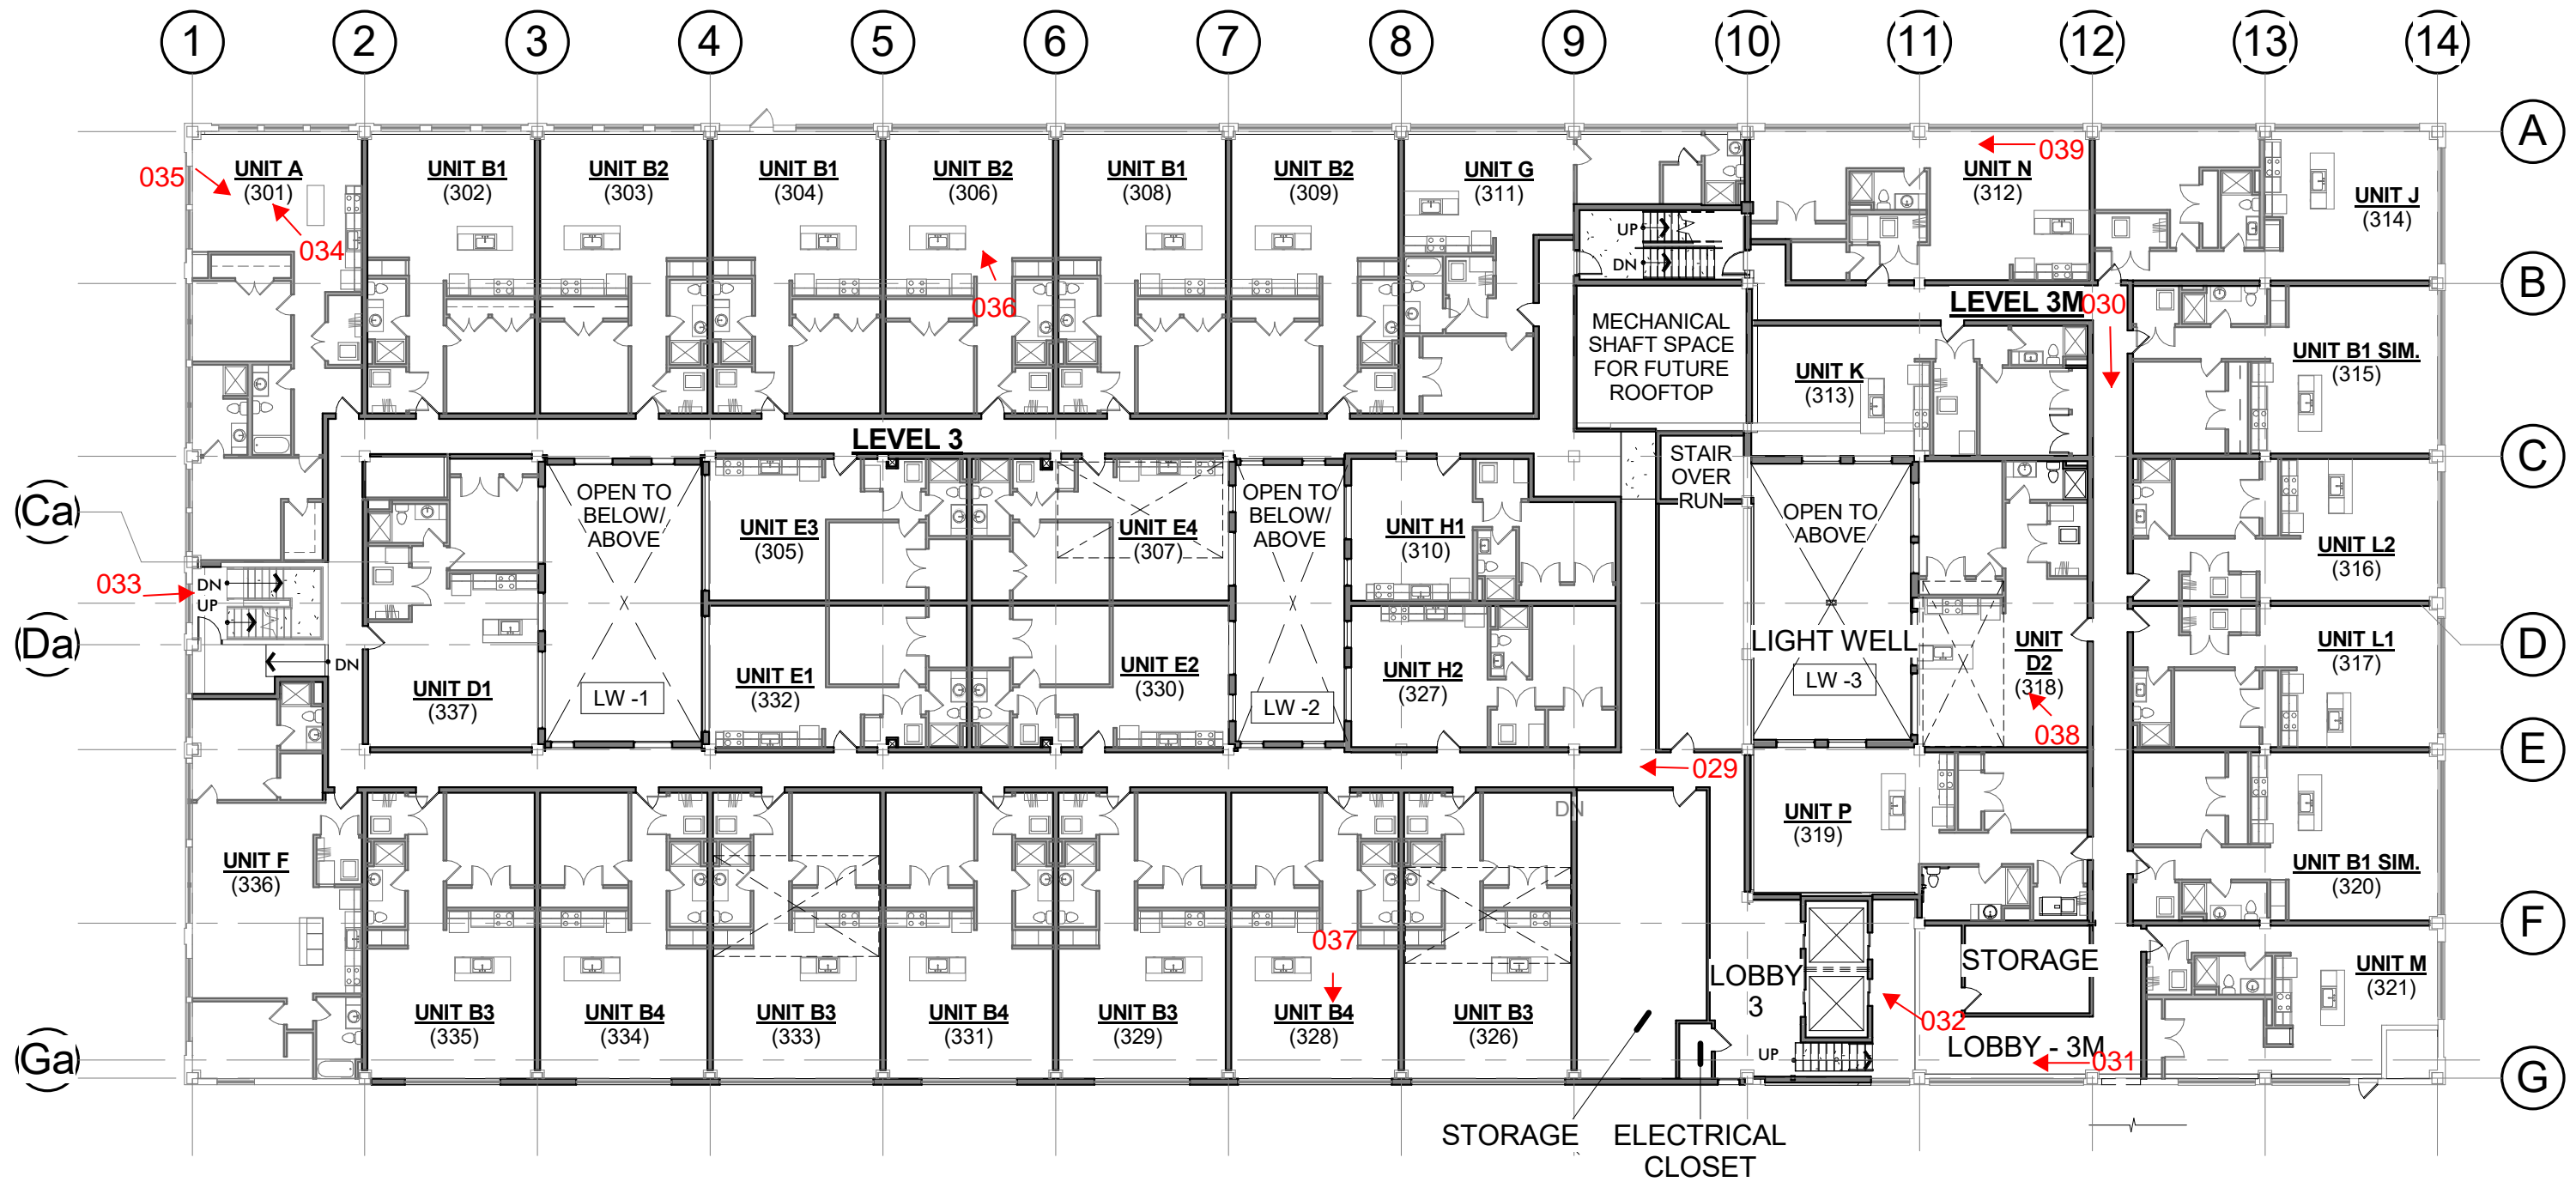 1 2 3 4 5 6 7 8 9 10 11 12 13 14
A
UNIT A
(301)
035
034
UNIT B1
(302)
UNIT B2
(303)
UNIT B1
(304)
UNIT B2
(306)
036
UNIT B1
(308)
UNIT B2
(309)
UNIT G
(311)
UP
DN
039
UNIT N
(312)
UNIT J
(314)
B
LEVEL 3M
030
MECHANICAL
SHAFT SPACE
FOR FUTURE
ROOFTOP
UNIT K
(313)
UNIT B1 SIM.
(315)
LEVEL 3
C
Ca
OPEN TO
BELOW/
ABOVE
UNIT E3
(305)
UNIT E4
(307)
OPEN TO
BELOW/
ABOVE
UNIT H1
(310)
STAIR
OVER
RUN
OPEN TO
ABOVE
UNIT L2
(316)
033
DN
UP
Da
DN
UNIT D1
(337)
LW -1
UNIT E1
(332)
UNIT E2
(330)
LW -2
UNIT H2
(327)
LIGHT WELL
LW -3
UNIT
D2
(318)
038
UNIT L1
(317)
D
E
029
UNIT F
(336)
DN
UNIT P
(319)
UNIT B1 SIM.
(320)
F
037
UNIT B3
(335)
UNIT B4
(334)
UNIT B3
(333)
UNIT B4
(331)
UNIT B3
(329)
UNIT B4
(328)
UNIT B3
(326)
LOBBY
3
STORAGE
032
UNIT M
(321)
Ga
UP
LOBBY - 3M
031
G
STORAGE
ELECTRICAL
CLOSET